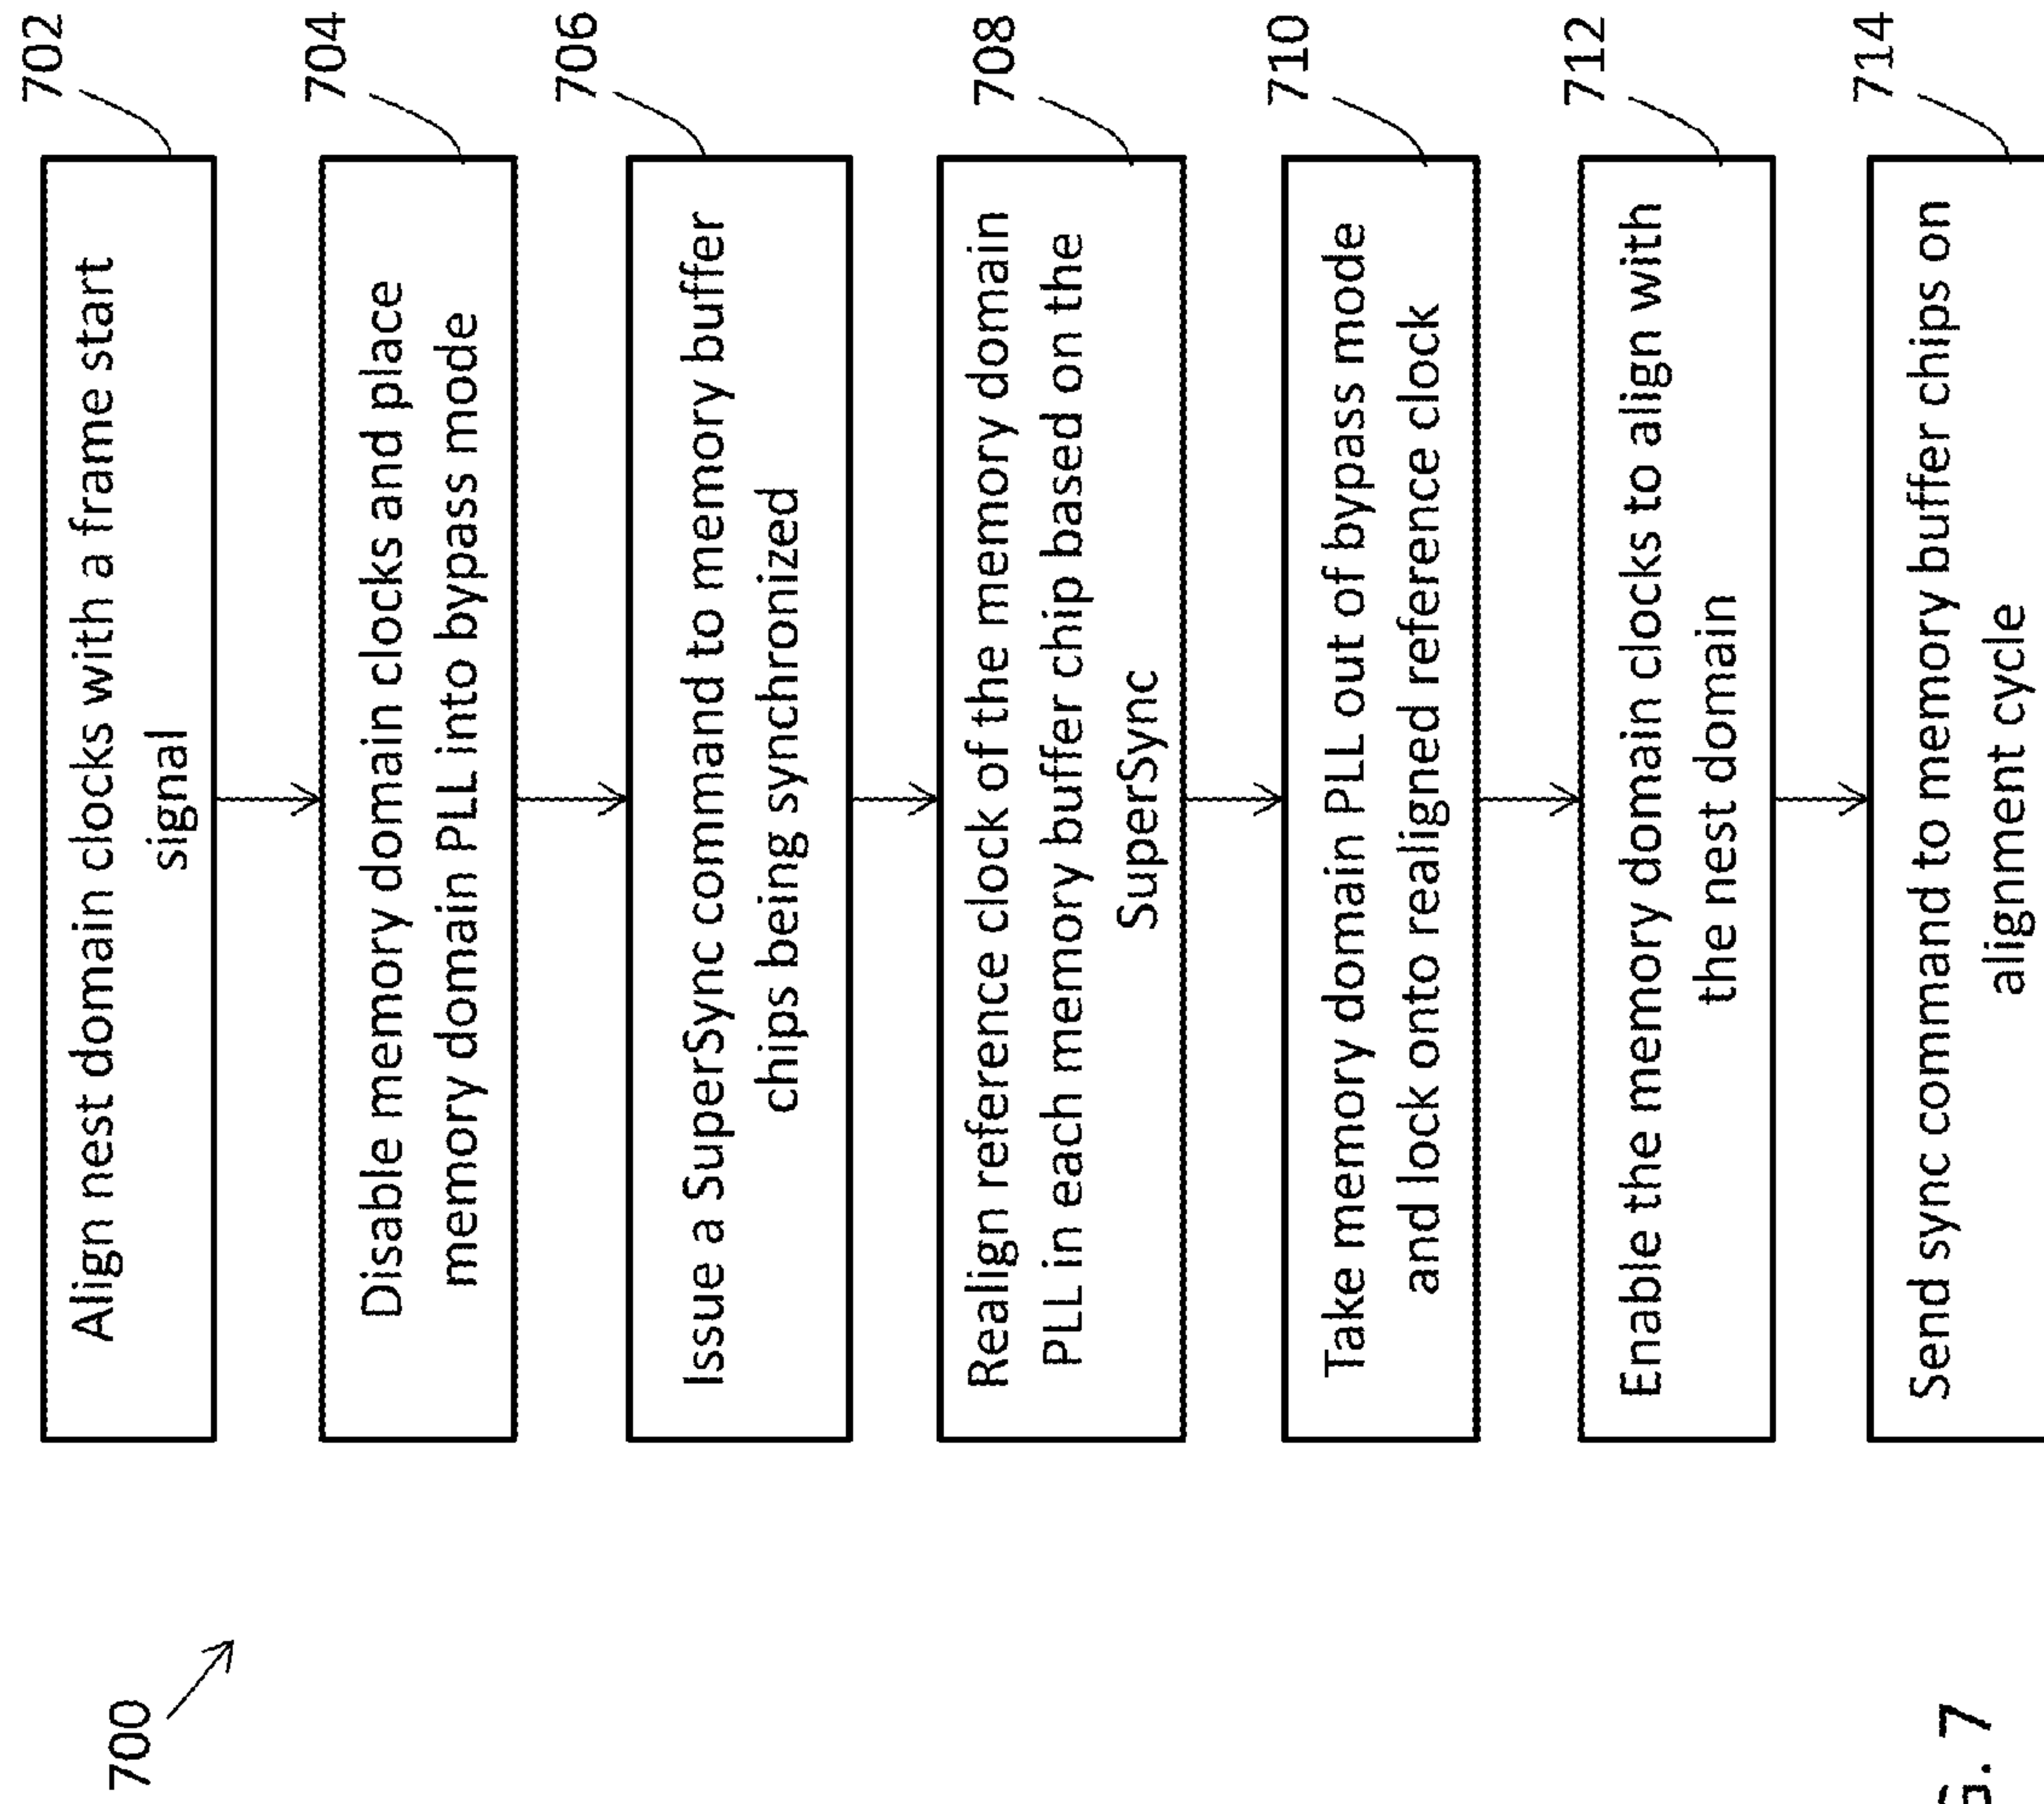 700
702
Align nest domain clocks with a frame start
signal
704
Disable memory domain clocks and place
memory domain PLL into bypass mode
706
Issue a SuperSync command to memory buffer
chips being synchronized
708
Realign reference clock of the memory domain
PLL in each memory buffer chip based on the
SuperSync
710
Take memory domain PLL out of bypass mode
and lock onto realigned reference clock
712
Enable the memory domain clocks to align with
the nest domain
714
Send sync command to memory buffer chips on
alignment cycle
G. 7